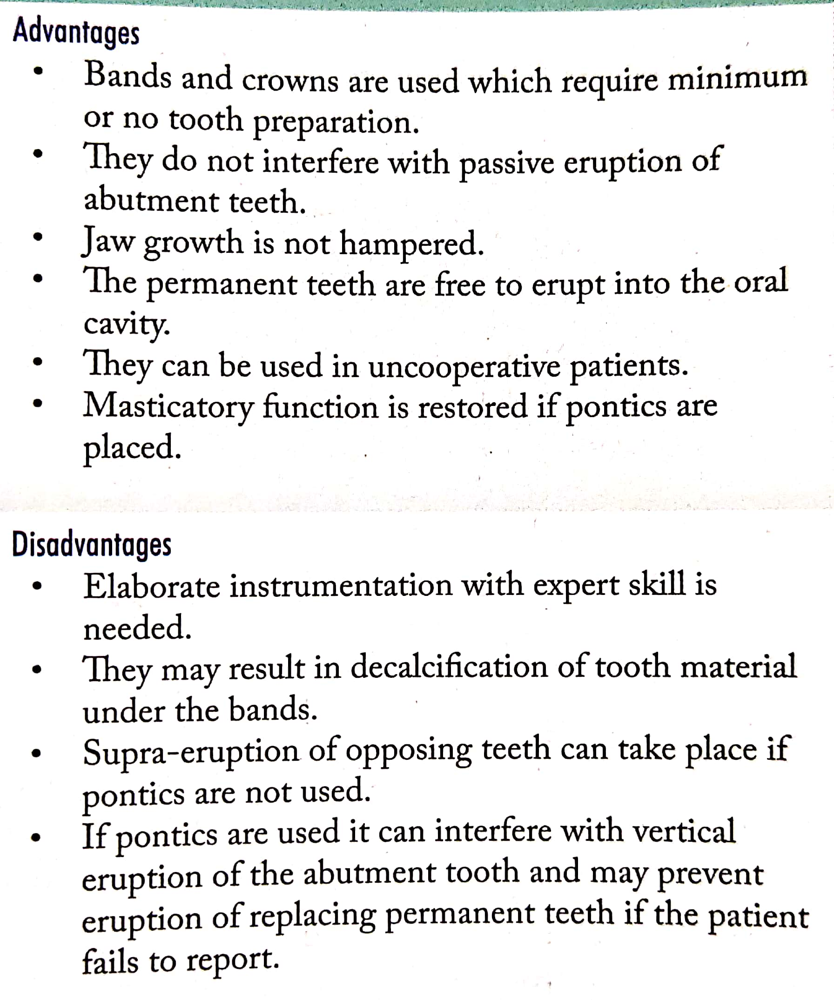 Advantages
• Bands and crowns are used which require minimum
or no tooth preparation.
• They do not interfere with passive eruption of
abutment teeth.
• Jaw growth is not hampered.
• The permanent teeth are free to erupt into the oral
cavity.
• They can be used in uncooperative patients.
• Masticatory function is restored if pontics are
placed.
Disadvantages
• Elaborate instrumentation with expert skill is
needed.
• They may result in decalcification of tooth material
under the bands.
• Supra-eruption of opposing teeth can take place if
pontics are not used.
• If pontics are used it can interfere with vertical
eruption of the abutment tooth and may prevent
eruption of replacing permanent teeth if the patient
fails to report.